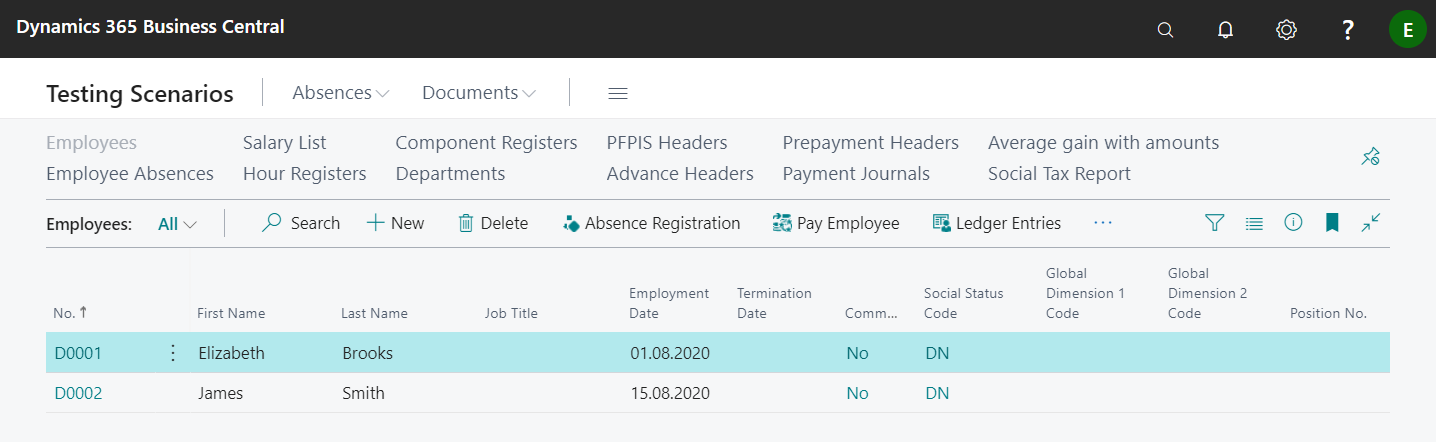 Dynamics 365 Business Central
E
Testing Scenarios Absences Documents
Employees Salary List Component Registers PFPIS Headers Prepayment Headers Average gain with amounts
Employee Absences Hour Registers Departments Advance Headers Payment Journals Social Tax Report
Employees: All Search New Delete Absence Registration Pay Employee Ledger Entries ...
No. ↑ First Name Last Name Job Title Employment Date Termination Date Comm... Social Status Code Global Dimension 1 Code Global Dimension 2 Code Position No.
D0001 Elizabeth Brooks 01.08.2020 No DN
D0002 James Smith 15.08.2020 No DN